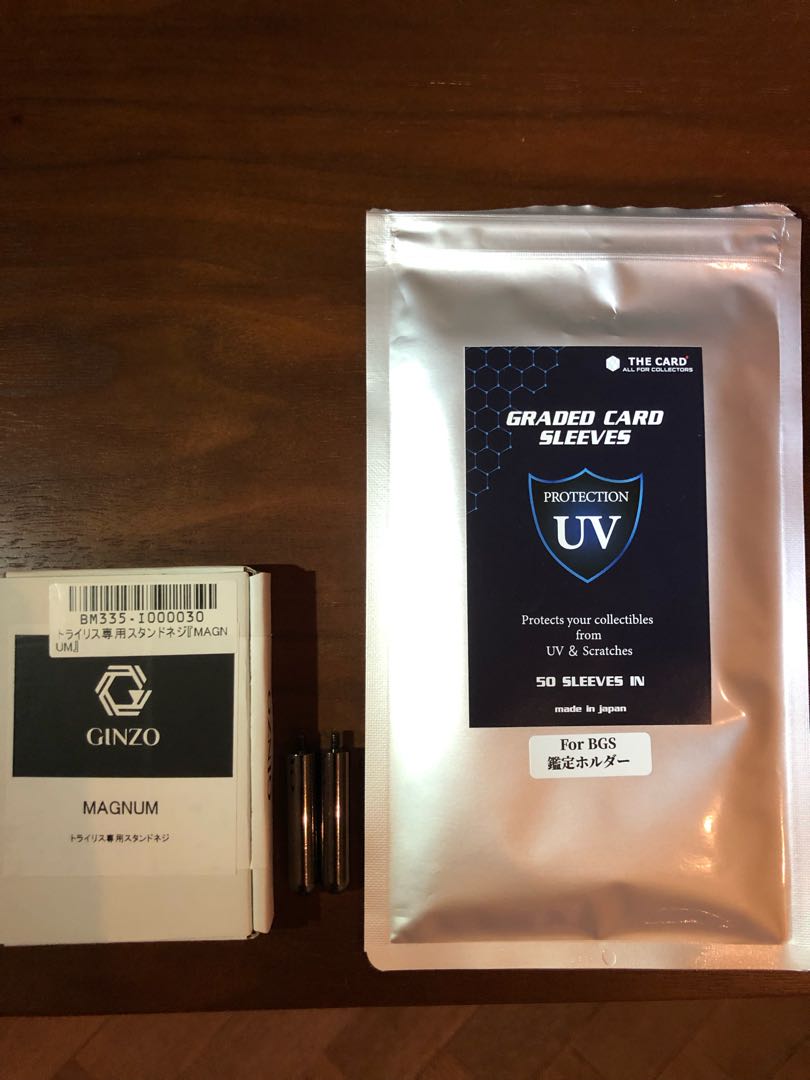 BM335-I000030
トライリス専用スタンドネジ『MAGN
UM』
GINZO
MAGNUM
トライリス専用スタンドネジ
GINZO
THE CARD
ALL FOR COLLECTORS
GRADED CARD
SLEEVES
PROTECTION
UV
Protects your collectibles
from
UV & Scratches
50 SLEEVES IN
made in japan
For BGS
鑑定ホルダー